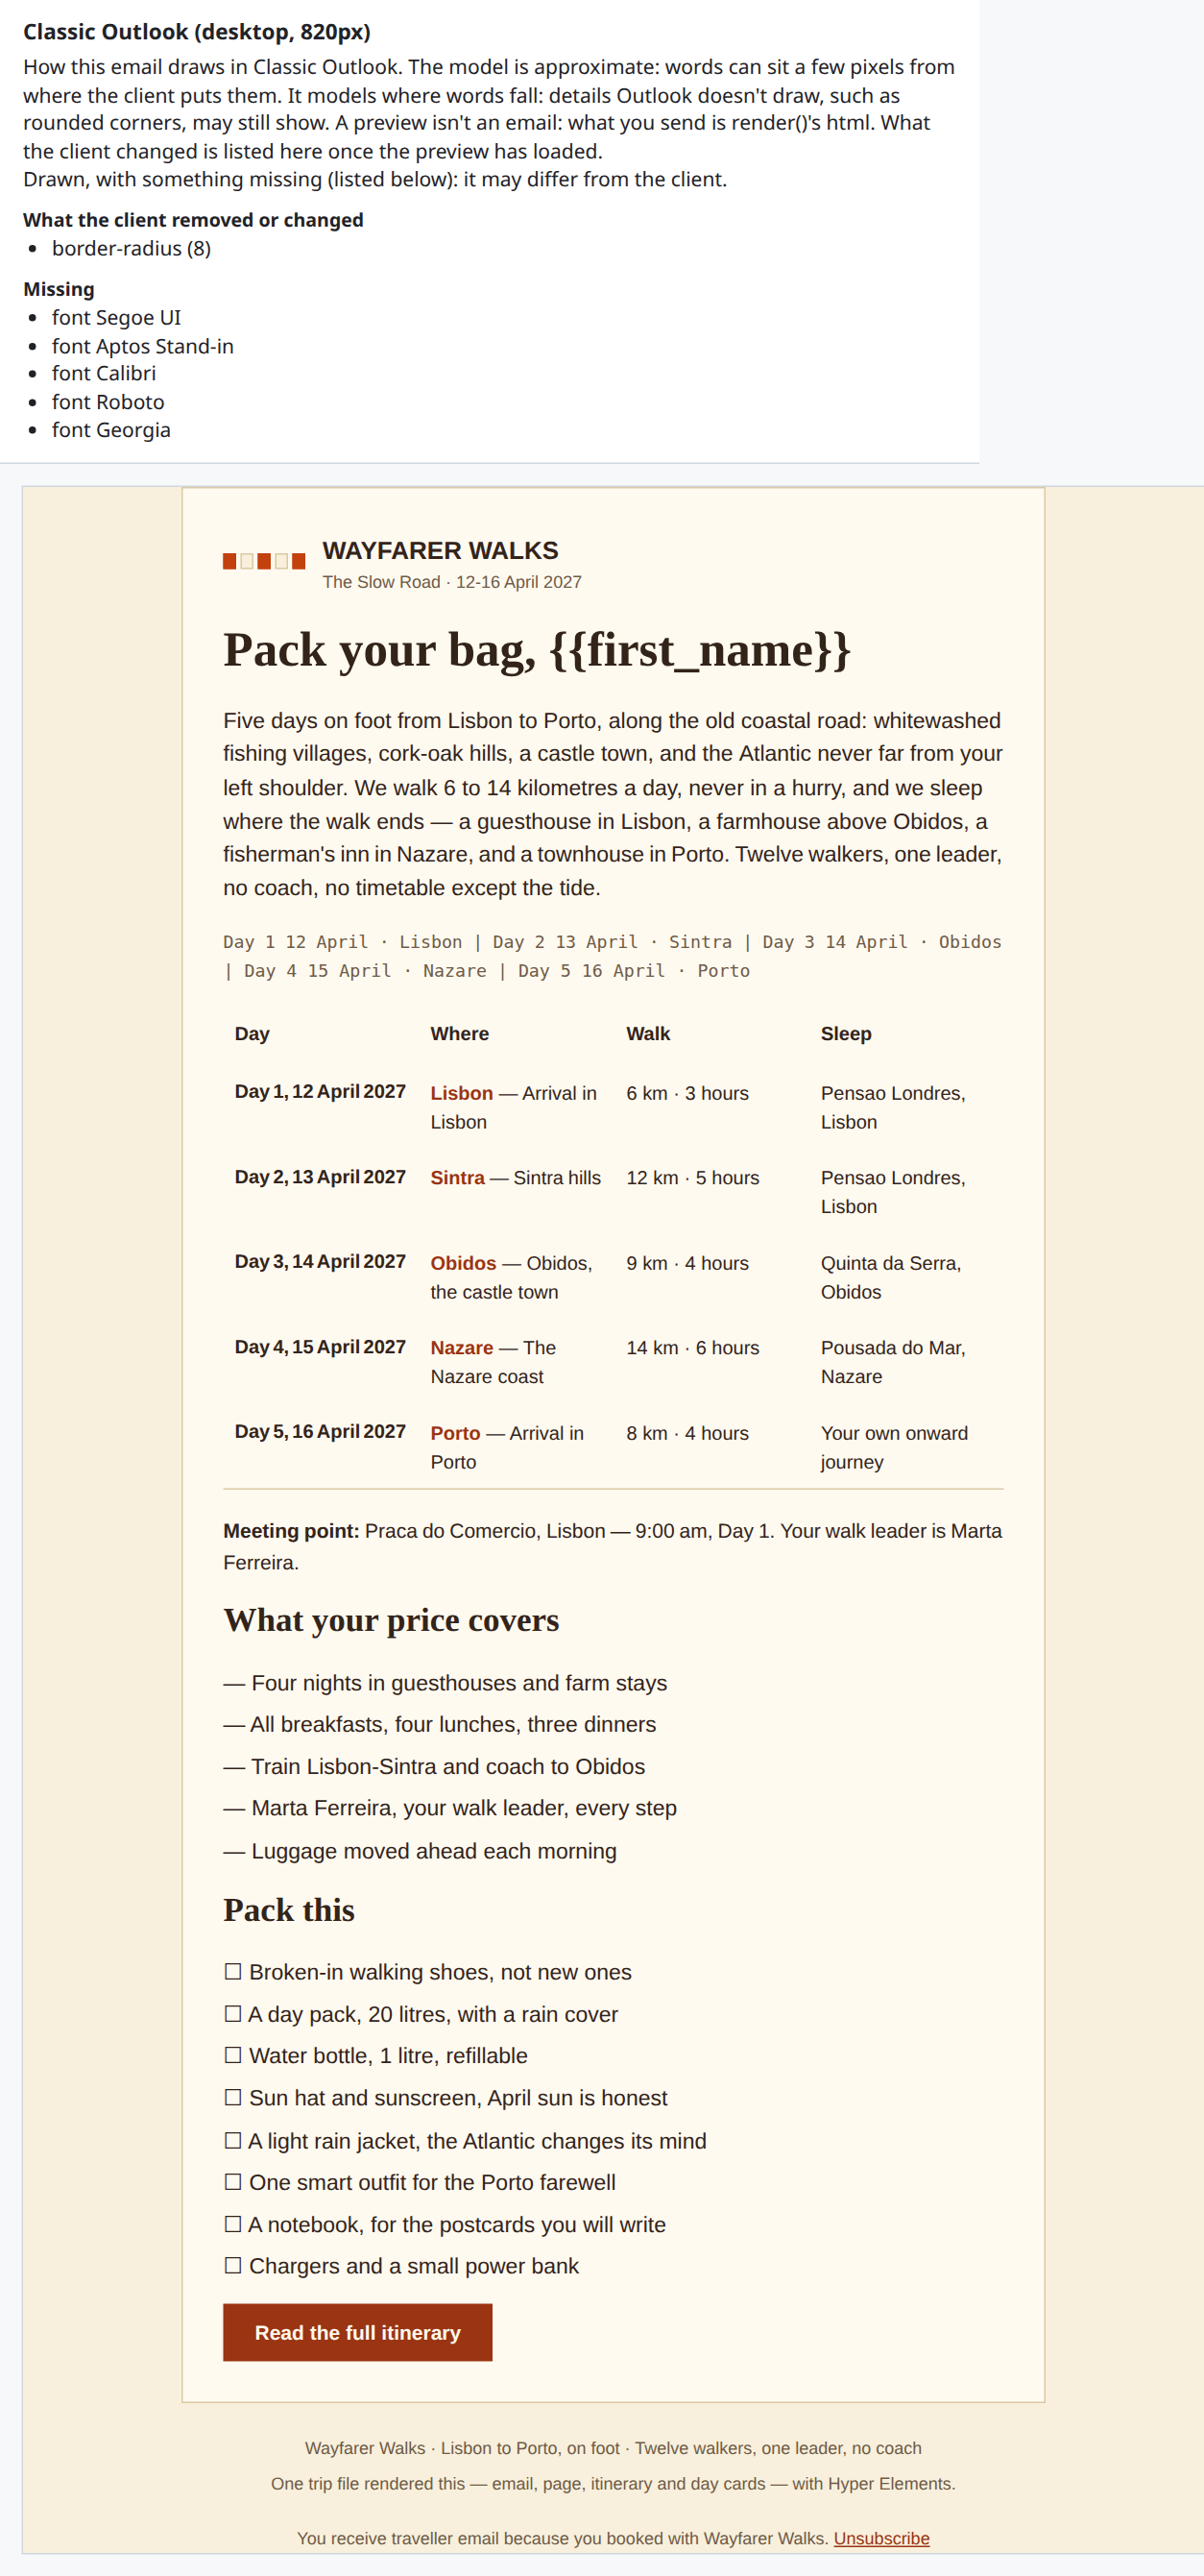 Classic Outlook (desktop, 820px)
How this email draws in Classic Outlook. The model is approximate: words can sit a few pixels from
where the client puts them. It models where words fall: details Outlook doesn't draw, such as
rounded corners, may still show. A preview isn't an email: what you send is render()'s html. What
the client changed is listed here once the preview has loaded.
Drawn, with something missing (listed below): it may differ from the client.
What the client removed or changed
• border-radius (8)
Missing
• font Segoe UI
• font Aptos Stand-in
• font Calibri
• font Roboto
• font Georgia
WAYFARER WALKS
The Slow Road · 12-16 April 2027
Pack your bag, {{first_name}}
Five days on foot from Lisbon to Porto, along the old coastal road: whitewashed
fishing villages, cork-oak hills, a castle town, and the Atlantic never far from your
left shoulder. We walk 6 to 14 kilometres a day, never in a hurry, and we sleep
where the walk ends — a guesthouse in Lisbon, a farmhouse above Obidos, a
fisherman's inn in Nazare, and a townhouse in Porto. Twelve walkers, one leader,
no coach, no timetable except the tide.
Day 1 12 April · Lisbon | Day 2 13 April · Sintra | Day 3 14 April · Obidos
| Day 4 15 April · Nazare | Day 5 16 April · Porto
Day Where Walk Sleep
Day 1, 12 April 2027 Lisbon — Arrival in 6 km · 3 hours Pensao Londres,
Lisbon Lisbon
Day 2, 13 April 2027 Sintra — Sintra hills 12 km · 5 hours Pensao Londres,
Lisbon
Day 3, 14 April 2027 Obidos — Obidos, 9 km · 4 hours Quinta da Serra,
the castle town Obidos
Day 4, 15 April 2027 Nazare — The 14 km · 6 hours Pousada do Mar,
Nazare coast Nazare
Day 5, 16 April 2027 Porto — Arrival in 8 km · 4 hours Your own onward
Porto journey
Meeting point: Praca do Comercio, Lisbon — 9:00 am, Day 1. Your walk leader is Marta
Ferreira.
What your price covers
— Four nights in guesthouses and farm stays
— All breakfasts, four lunches, three dinners
— Train Lisbon-Sintra and coach to Obidos
— Marta Ferreira, your walk leader, every step
— Luggage moved ahead each morning
Pack this
☐ Broken-in walking shoes, not new ones
☐ A day pack, 20 litres, with a rain cover
☐ Water bottle, 1 litre, refillable
☐ Sun hat and sunscreen, April sun is honest
☐ A light rain jacket, the Atlantic changes its mind
☐ One smart outfit for the Porto farewell
☐ A notebook, for the postcards you will write
☐ Chargers and a small power bank
Read the full itinerary
Wayfarer Walks · Lisbon to Porto, on foot · Twelve walkers, one leader, no coach
One trip file rendered this — email, page, itinerary and day cards — with Hyper Elements.
You receive traveller email because you booked with Wayfarer Walks. Unsubscribe